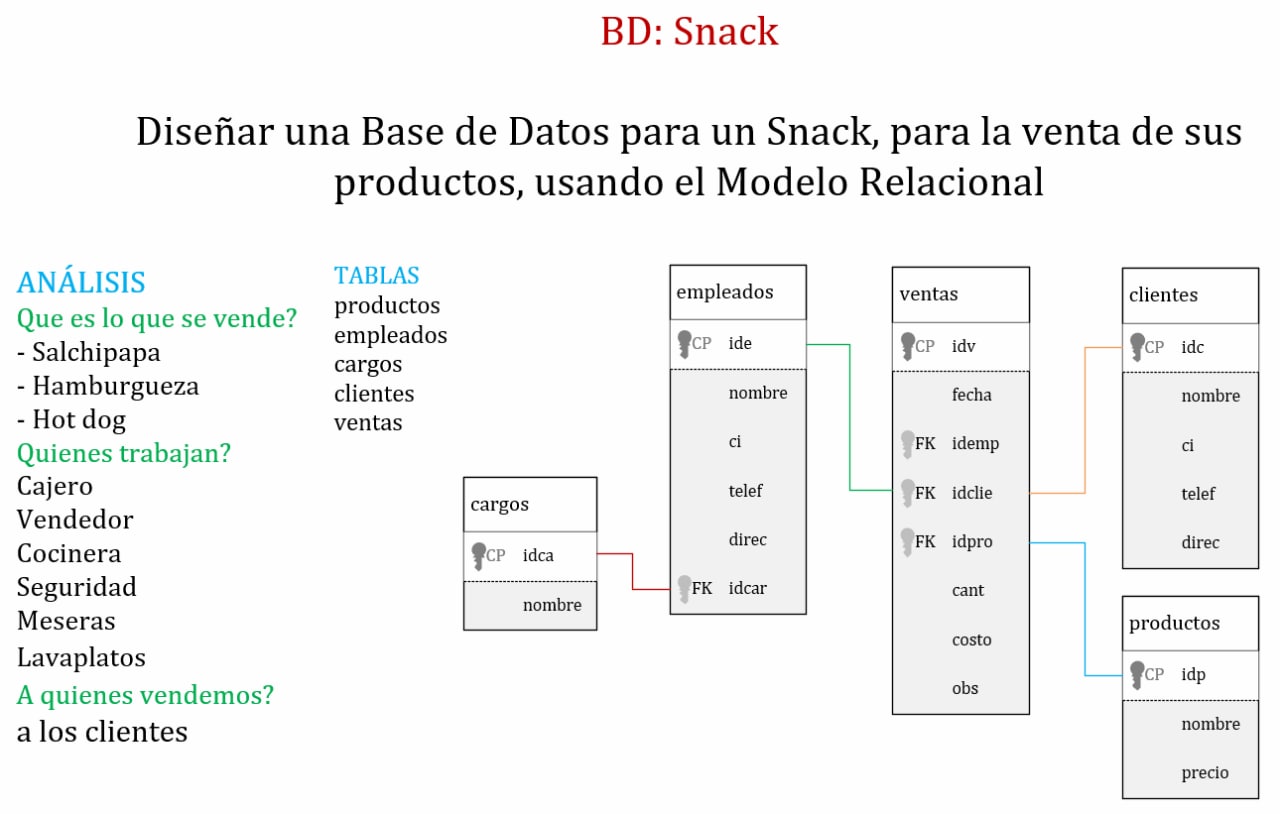 BD: Snack
Diseñar una Base de Datos para un Snack, para la venta de sus
productos, usando el Modelo Relacional
ANÁLISIS
Que es lo que se vende?
- Salchipapa
- Hamburgueza
- Hot dog
Quienes trabajan?
Cajero
Vendedor
Cocinera
Seguridad
Meseras
Lavaplatos
A quienes vendemos?
a los clientes
TABLAS
productos
empleados
cargos
clientes
ventas
cargos
CP idca
nombre
empleados
CP ide
nombre
ci
telef
direc
FK idcar
ventas
CP idv
fecha
FK idemp
FK idclie
FK idpro
cant
costo
obs
clientes
CP idc
nombre
ci
telef
direc
productos
CP idp
nombre
precio